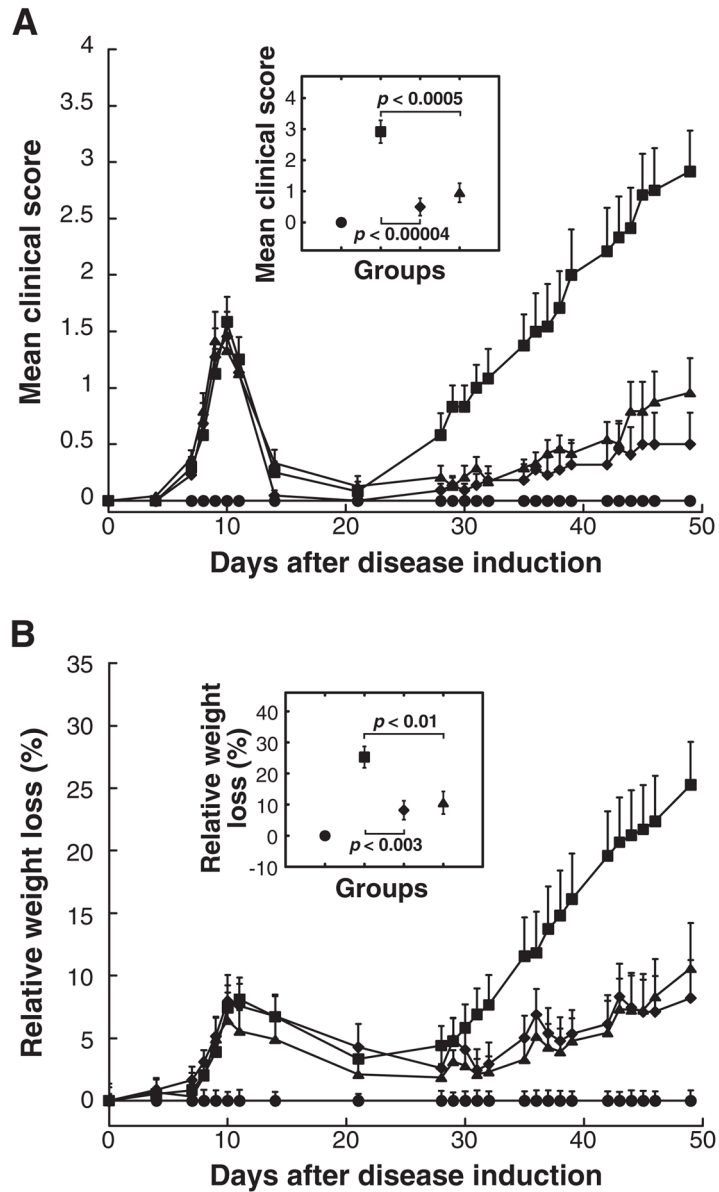 A
4
3.5
3
2.5
2
1.5
1
0.5
0
Mean clinical score
0 10 20 30 40 50
Days after disease induction
Mean clinical score
4
3
2
1
0
p < 0.0005
p < 0.00004
Groups
B
35
30
25
20
15
10
5
0
Relative weight loss (%)
0 10 20 30 40 50
Days after disease induction
Relative weight
loss (%)
40
30
20
10
0
-10
p < 0.01
p < 0.003
Groups